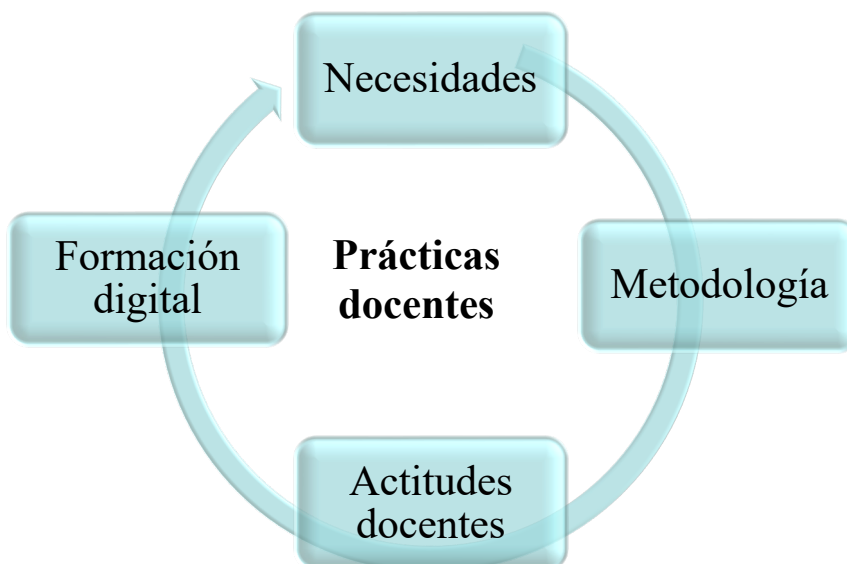 Necesidades
Formación
digital
Prácticas
docentes
Metodología
Actitudes
docentes